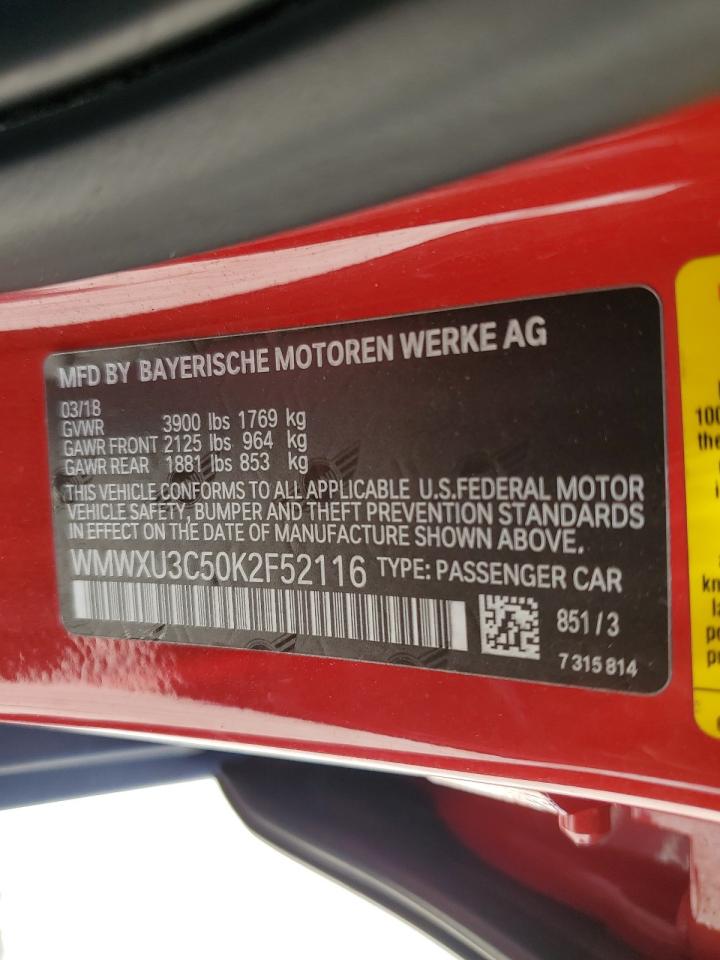 MFD BY BAYERISCHE MOTOREN WERKE AG
03/18
GVWR 3900 lbs 1769 kg
GAWR FRONT 2125 lbs 964 kg
GAWR REAR 1881 lbs 853 kg
THIS VEHICLE CONFORMS TO ALL APPLICABLE U.S.FEDERAL MOTOR
VEHICLE SAFETY, BUMPER AND THEFT PREVENTION STANDARDS
IN EFFECT ON THE DATE OF MANUFACTURE SHOWN ABOVE.
WMWXU3C50K2F52116 TYPE: PASSENGER CAR
851/3
7 315 814
100
the